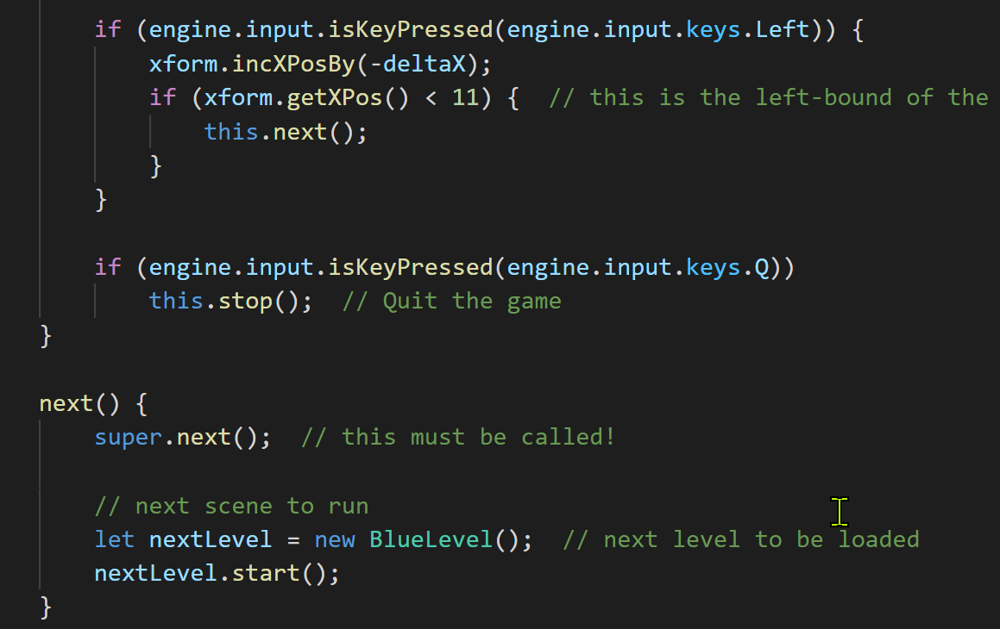 if (engine.input.isKeyPressed(engine.input.keys.Left)) {
xform.incXPosBy(-deltaX);
if (xform.getXPos() < 11) {  // this is the left-bound of the
this.next();
}
}
if (engine.input.isKeyPressed(engine.input.keys.Q))
this.stop();  // Quit the game
}
next() {
super.next();  // this must be called!
// next scene to run
let nextLevel = new BlueLevel();  // next level to be loaded
nextLevel.start();
}